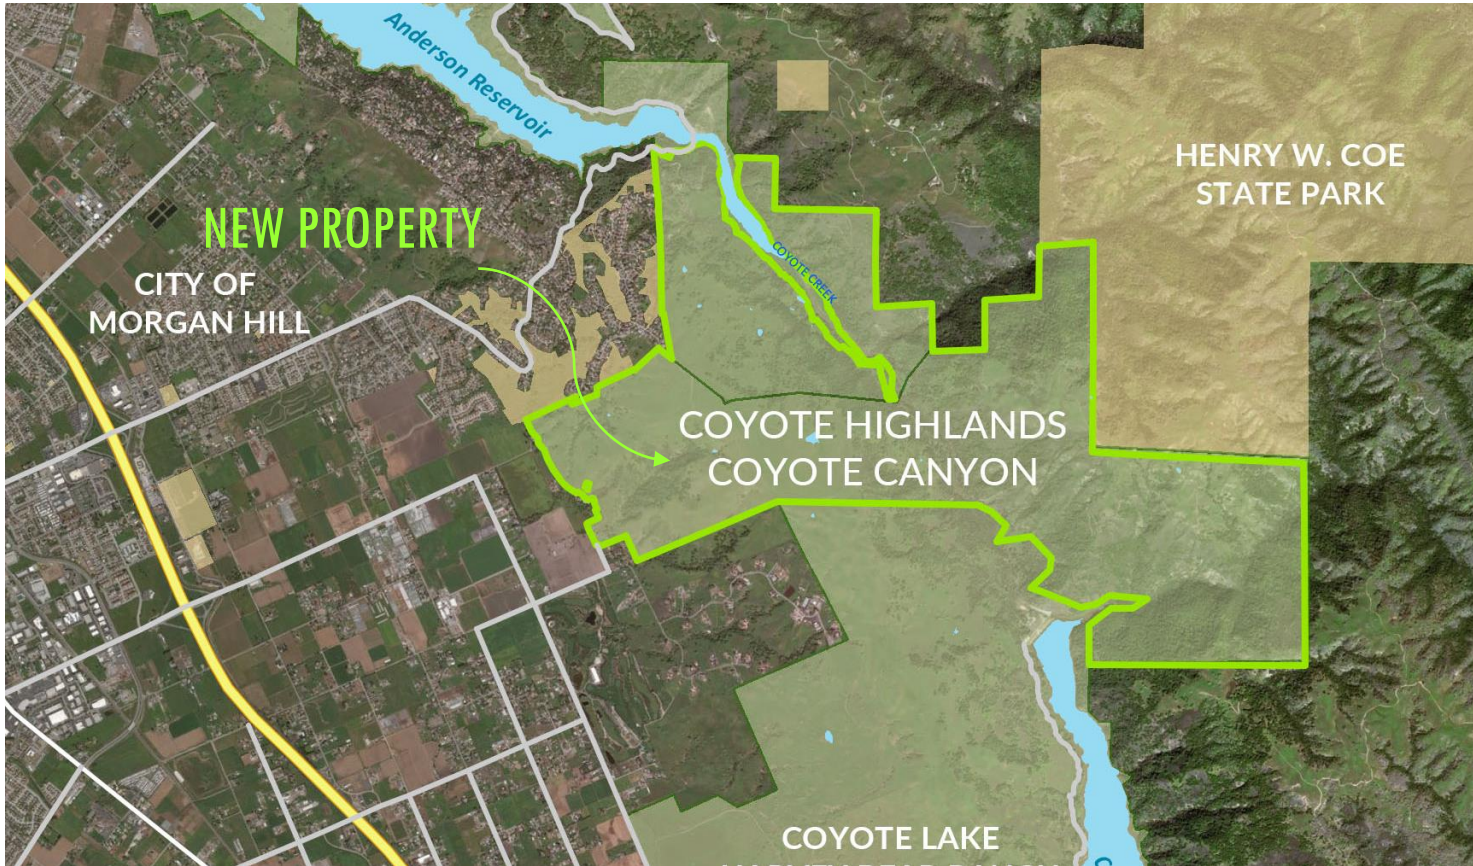 Anderson Reservoir
HENRY W. COE
STATE PARK
NEW PROPERTY
COYOTE CREEK
CITY OF
MORGAN HILL
COYOTE HIGHLANDS
COYOTE CANYON
COYOTE LAKE